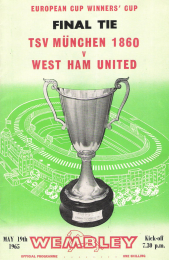 EUROPEAN CUP WINNERS' CUP
FINAL TIE
TSV MÜNCHEN 1860
v
WEST HAM UNITED
MAY 19th
1965
WEMBLEY
Kick-off
7.30 p.m.
OFFICIAL PROGRAMME
ONE SHILLING